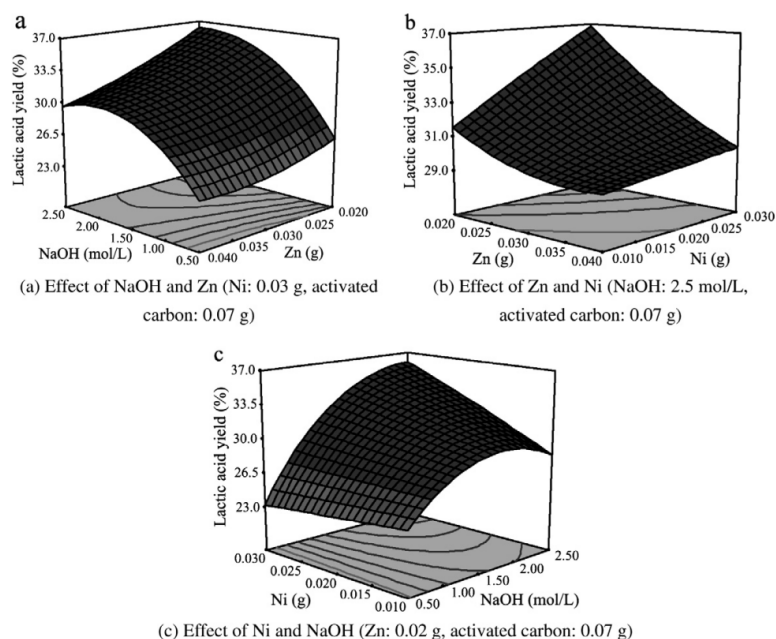 a
Lactic acid yield (%)
37.0
33.5
30.0
26.5
23.0
2.50
2.00
1.50
1.00
0.50
NaOH (mol/L)
0.040
0.035
0.030
0.025
0.020
Zn (g)
(a) Effect of NaOH and Zn (Ni: 0.03 g, activated
carbon: 0.07 g)
b
Lactic acid yield (%)
37.0
35.0
33.0
31.0
29.0
0.020
0.025
0.030
0.035
0.040
Zn (g)
0.010
0.015
0.020
0.025
0.030
Ni (g)
(b) Effect of Zn and Ni (NaOH: 2.5 mol/L,
activated carbon: 0.07 g)
c
Lactic acid yield (%)
37.0
33.5
30.0
26.5
23.0
0.030
0.025
0.020
0.015
0.010
Ni (g)
0.50
1.00
1.50
2.00
2.50
NaOH (mol/L)
(c) Effect of Ni and NaOH (Zn: 0.02 g, activated carbon: 0.07 g)